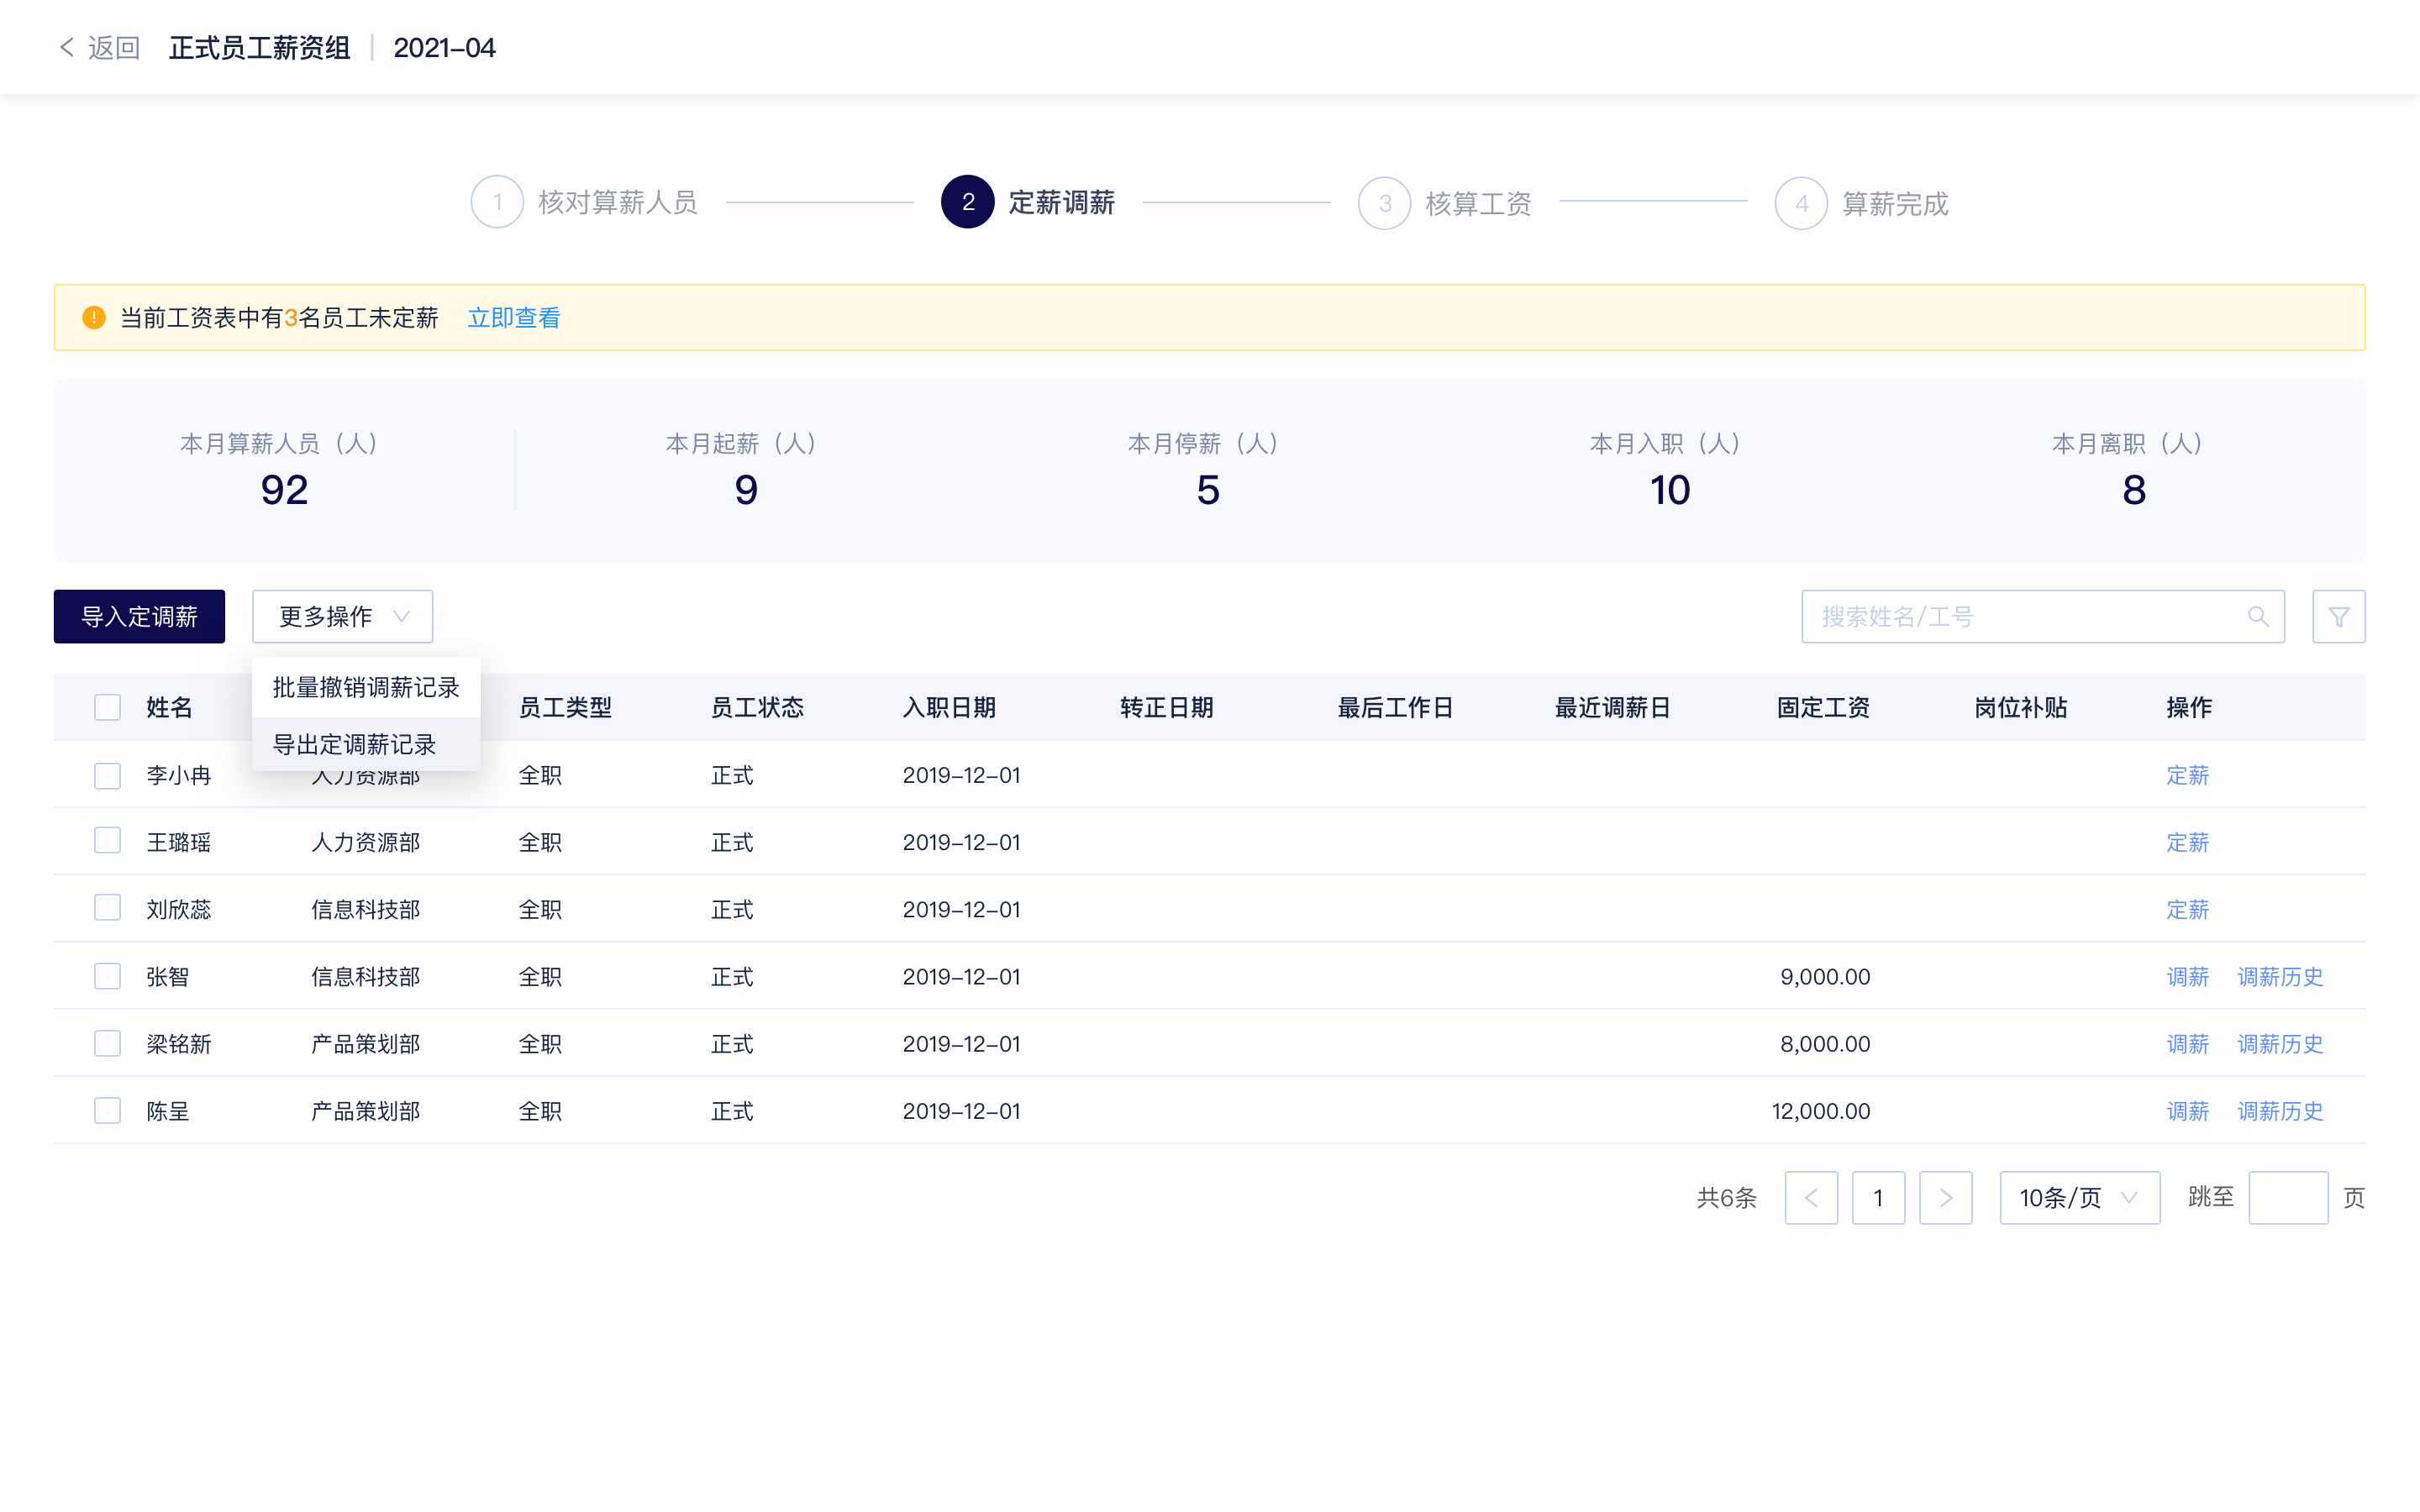 返回 正式员工薪资组 2021-04
1 核对算薪人员 2 定薪调薪 3 核算工资 4 算薪完成
当前工资表中有3名员工未定薪 立即查看
本月算薪人员（人） 本月起薪（人） 本月停薪（人） 本月入职（人） 本月离职（人）
92 9 5 10 8
导入定调薪 更多操作 搜索姓名/工号
批量撤销调薪记录
导出定调薪记录
姓名 员工类型 员工状态 入职日期 转正日期 最后工作日 最近调薪日 固定工资 岗位补贴 操作
李小冉 人力资源部 全职 正式 2019-12-01 定薪
王璐瑶 人力资源部 全职 正式 2019-12-01 定薪
刘欣蕊 信息科技部 全职 正式 2019-12-01 定薪
张智 信息科技部 全职 正式 2019-12-01 9,000.00 调薪 调薪历史
梁铭新 产品策划部 全职 正式 2019-12-01 8,000.00 调薪 调薪历史
陈呈 产品策划部 全职 正式 2019-12-01 12,000.00 调薪 调薪历史
共6条 1 10条/页 跳至 页